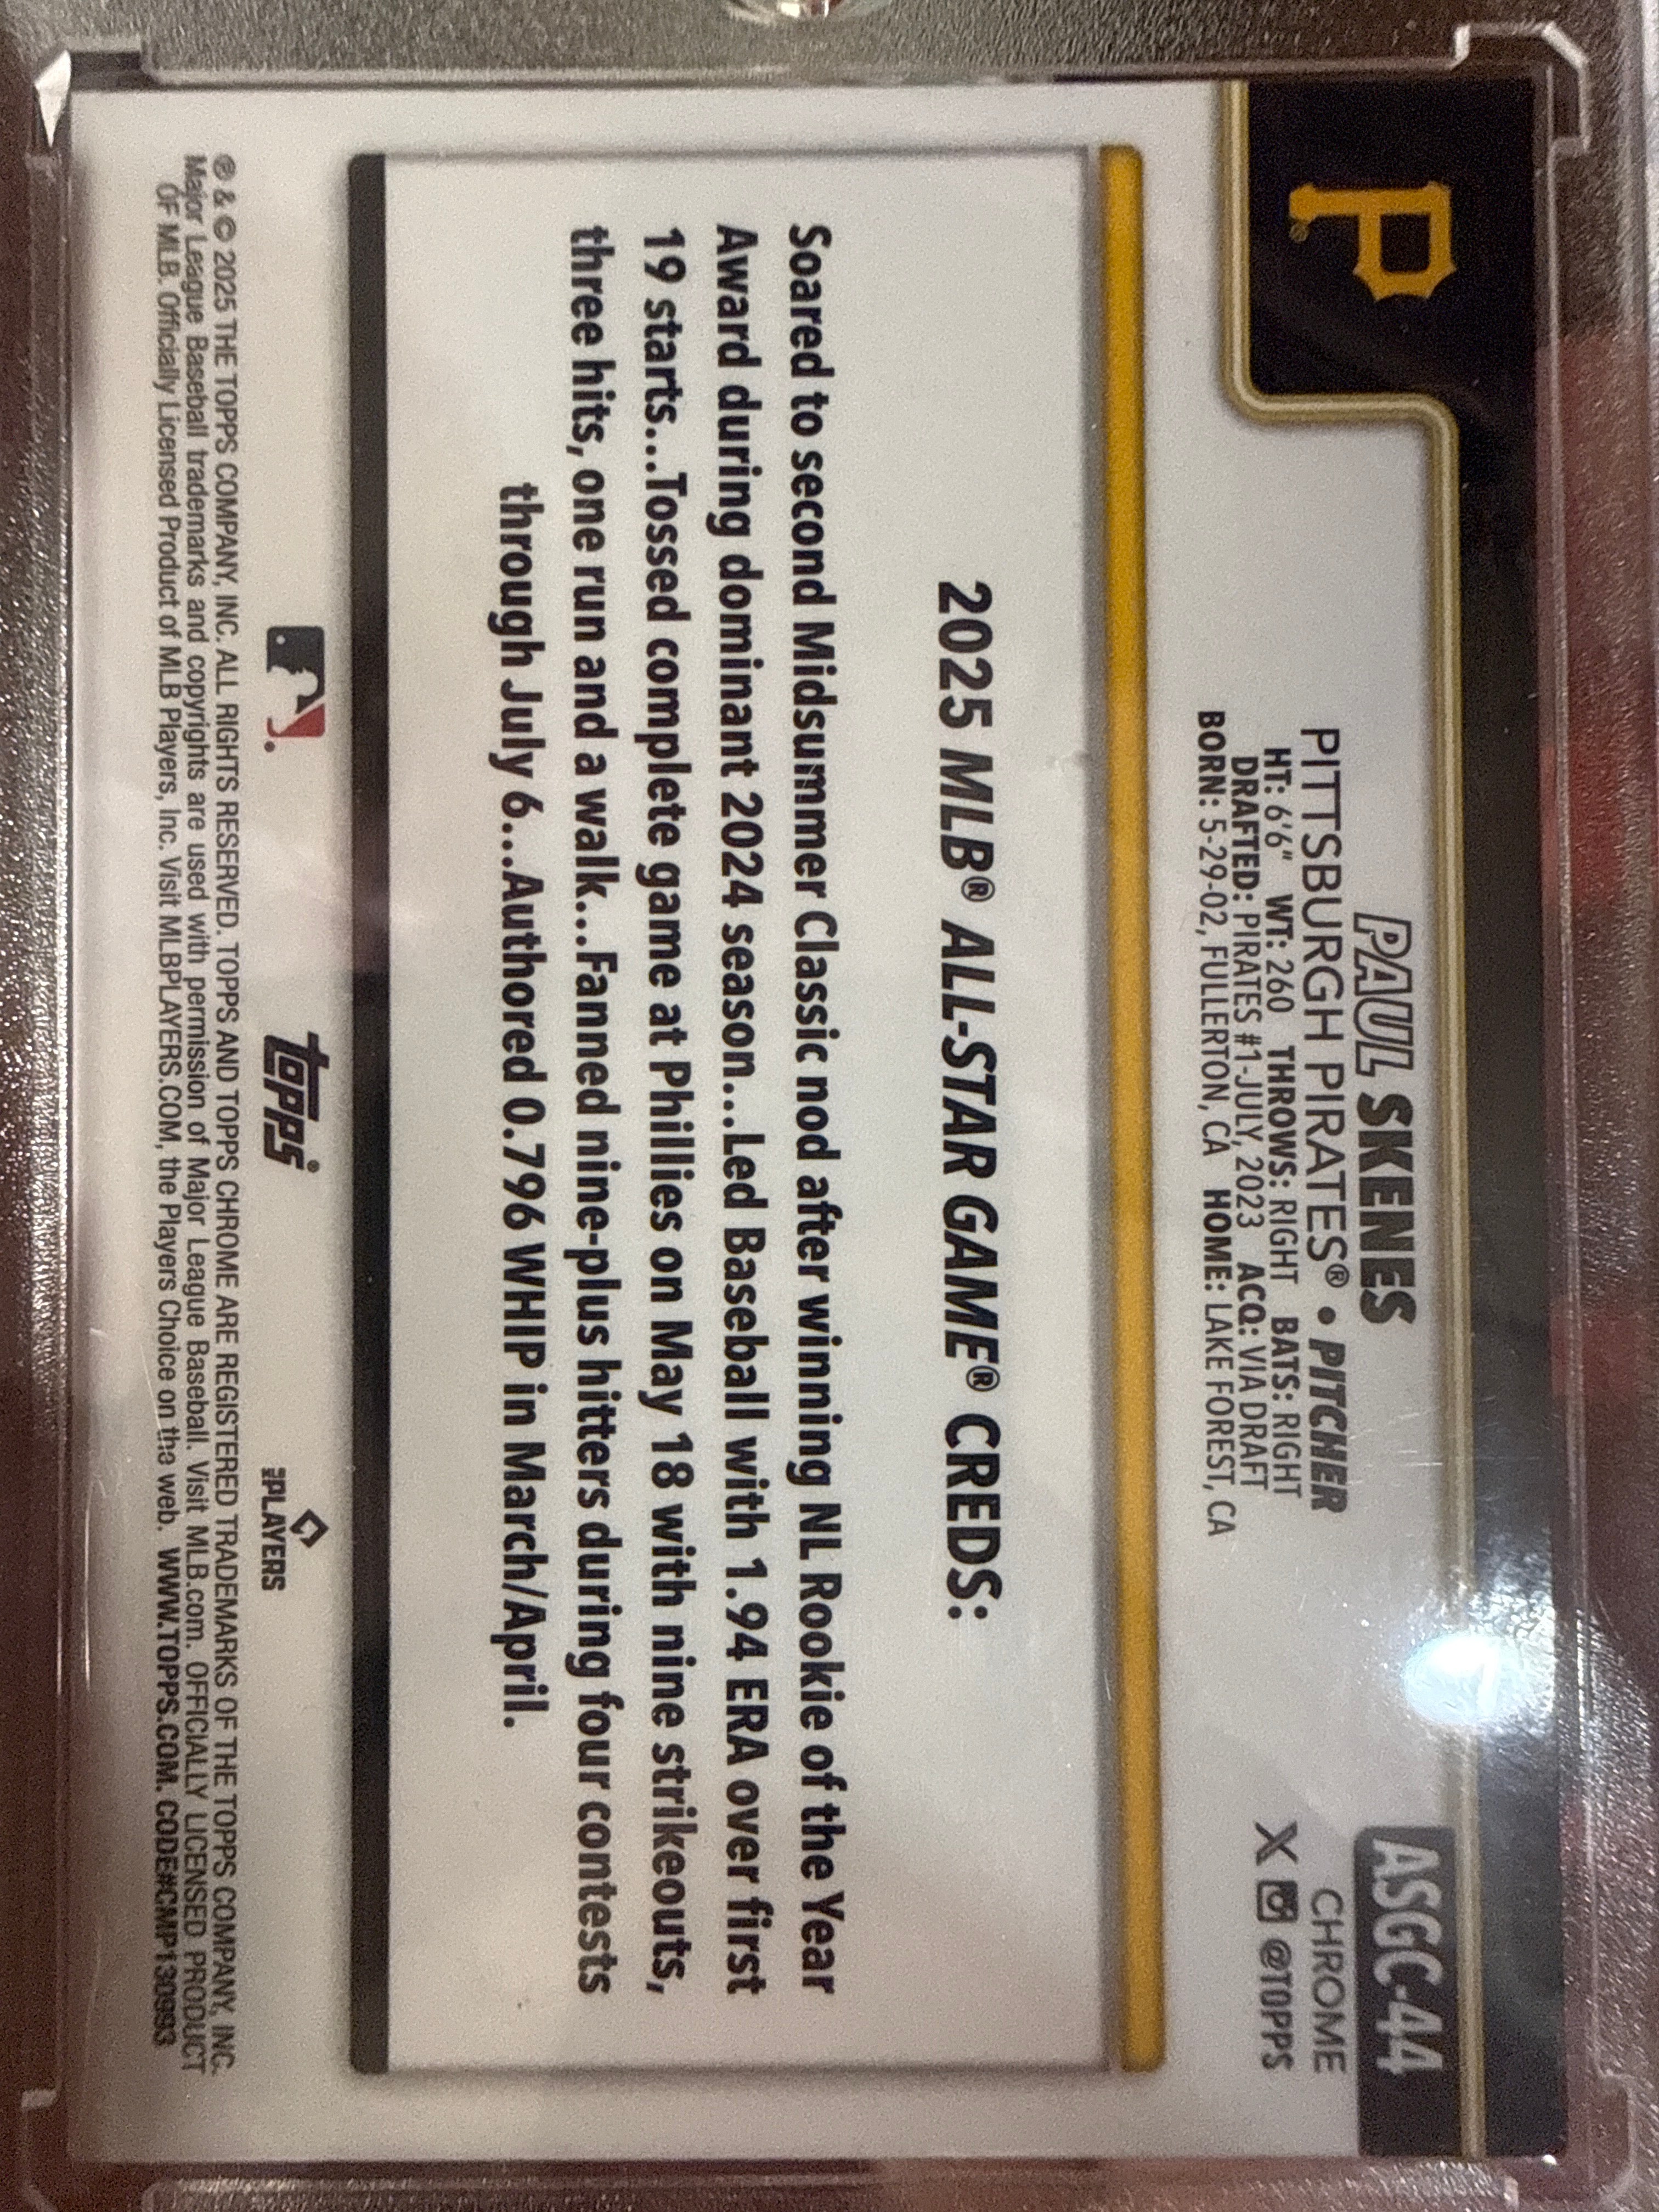 P
ASGC-44
PAUL SKENES
CHROME
PITTSBURGH PIRATES® • PITCHER
HT: 6'6" WT: 260 THROWS: RIGHT BATS: RIGHT
X @TOPPS
DRAFTED: PIRATES #1-JULY, 2023 ACQ: VIA DRAFT
BORN: 5-29-02, FULLERTON, CA HOME: LAKE FOREST, CA
2025 MLB® ALL-STAR GAME® CREDS:
Soared to second Midsummer Classic nod after winning NL Rookie of the Year
Award during dominant 2024 season...Led Baseball with 1.94 ERA over first
19 starts...Tossed complete game at Phillies on May 18 with nine strikeouts,
three hits, one run and a walk...Fanned nine-plus hitters during four contests
through July 6...Authored 0.796 WHIP in March/April.
topps®
MLB PLAYERS
® & © 2025 THE TOPPS COMPANY, INC. ALL RIGHTS RESERVED. TOPPS AND TOPPS CHROME ARE REGISTERED TRADEMARKS OF THE TOPPS COMPANY, INC.
Major League Baseball trademarks and copyrights are used with permission of Major League Baseball. Visit MLB.com. OFFICIALLY LICENSED PRODUCT
OF MLB. Officially Licensed Product of MLB Players, Inc. Visit MLBPLAYERS.COM, the Players Choice on the web. WWW.TOPPS.COM. CODE#CMP130993